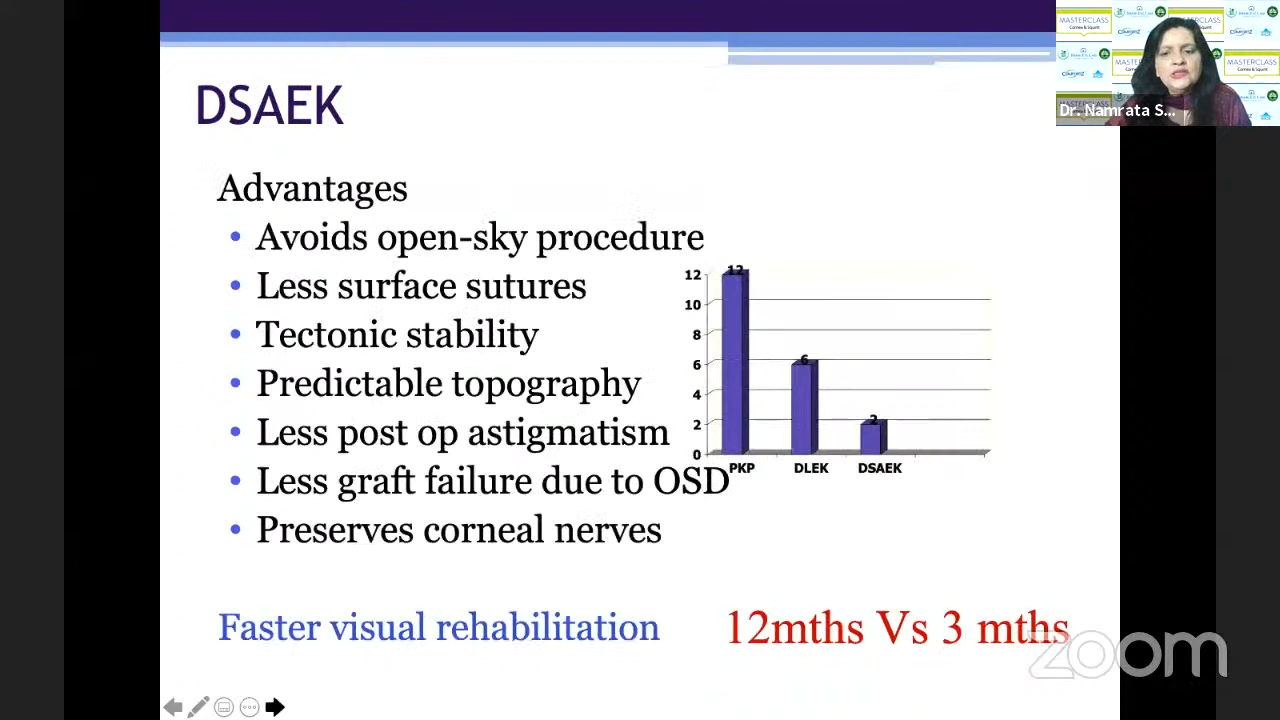 DSAEK
Advantages
• Avoids open-sky procedure
• Less surface sutures
• Tectonic stability
• Predictable topography
• Less post op astigmatism
• Less graft failure due to OSD
• Preserves corneal nerves
12
12
10
8
6
6
4
2
2
0
PKP DLEK DSAEK
Faster visual rehabilitation 12mths Vs 3 mths
zoom
MASTERCLASS
Dr. Namrata S...